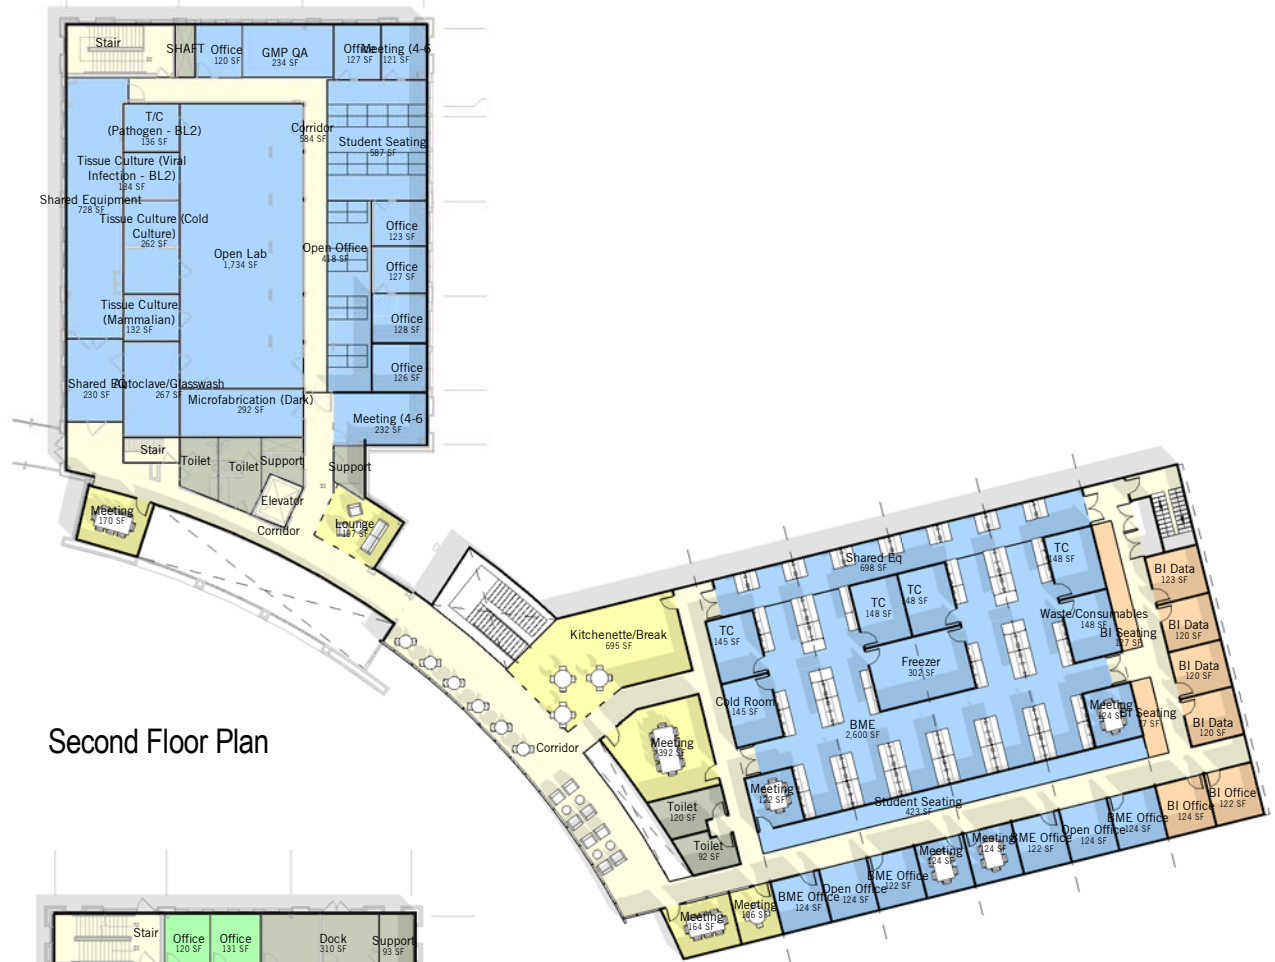 Stair
SHAFT
Office
120 SF
GMP QA
234 SF
Office
127 SF
Meeting (4-6
121 SF
T/C
(Pathogen - BL2)
136 SF
Corridor
584 SF
Student Seating
587 SF
Tissue Culture (Viral
Infection - BL2)
134 SF
Shared Equipment
728 SF
Tissue Culture (Cold
Culture)
262 SF
Office
123 SF
Open Lab
1,734 SF
Open Office
418 SF
Office
127 SF
Tissue Culture
(Mammalian)
132 SF
Office
128 SF
Shared EQ
230 SF
Autoclave/Glasswash
267 SF
Office
126 SF
Microfabrication (Dark)
292 SF
Meeting (4-6
232 SF
Stair
Toilet
Toilet
Support
Support
Elevator
Meeting
170 SF
Corridor
Lounge
197 SF
Kitchenette/Break
695 SF
Shared Eq
698 SF
TC
148 SF
BI Data
123 SF
TC
148 SF
TC
148 SF
Waste/Consumables
148 SF
BI Seating
127 SF
BI Data
120 SF
TC
145 SF
Freezer
302 SF
BI Data
120 SF
Cold Room
145 SF
Meeting
124 SF
BI Seating
77 SF
BI Data
120 SF
BME
2,600 SF
Second Floor Plan
Corridor
Meeting
392 SF
Meeting
122 SF
Student Seating
423 SF
Toilet
120 SF
BI Office
122 SF
BI Office
124 SF
BME Office
124 SF
Open Office
124 SF
BME Office
122 SF
Meeting
124 SF
Toilet
92 SF
Meeting
124 SF
BME Office
122 SF
Open Office
124 SF
BME Office
124 SF
Meeting
106 SF
Meeting
164 SF
Stair
Office
120 SF
Office
131 SF
Dock
310 SF
Support
93 SF